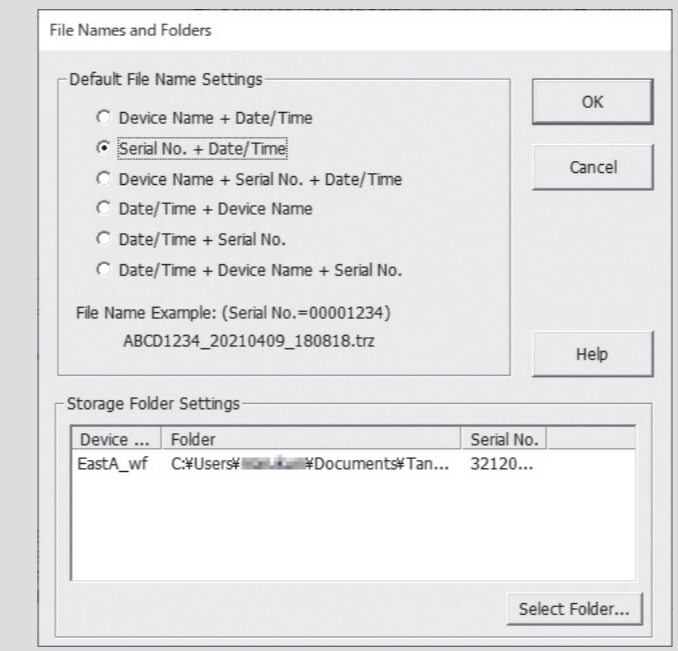 File Names and Folders
Default File Name Settings
Device Name + Date/Time
Serial No. + Date/Time
Device Name + Serial No. + Date/Time
Date/Time + Device Name
Date/Time + Serial No.
Date/Time + Device Name + Serial No.
File Name Example: (Serial No.=00001234)
ABCD1234_20210409_180818.trz
OK
Cancel
Help
Storage Folder Settings
Device ... Folder Serial No.
EastA_wf C:¥Users¥ ¥Documents¥Tan... 32120...
Select Folder...